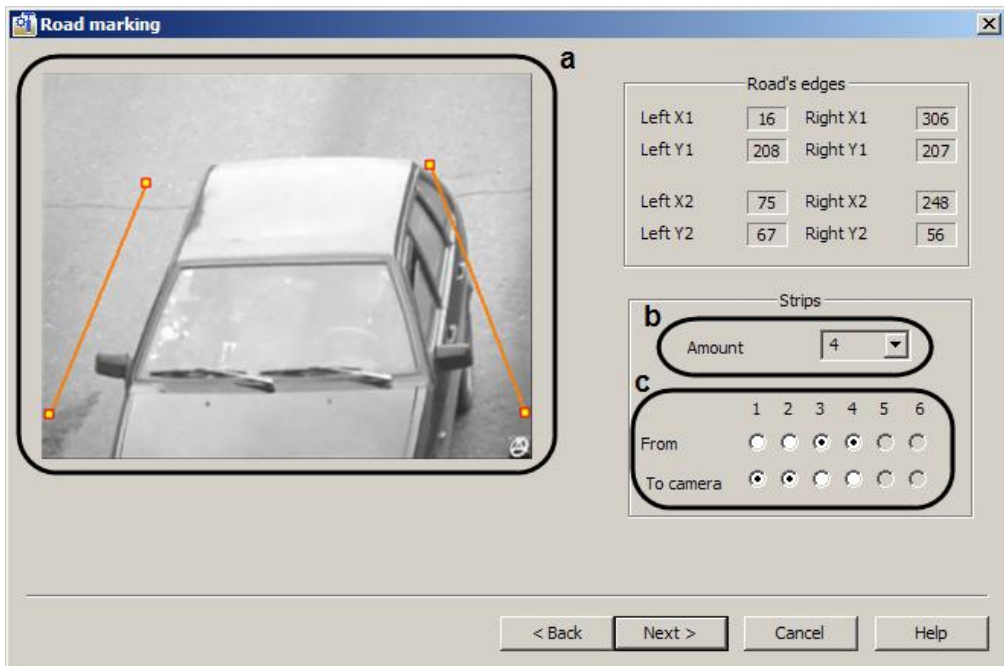 Road marking
a
Road's edges
Left X1 16 Right X1 306
Left Y1 208 Right Y1 207
Left X2 75 Right X2 248
Left Y2 67 Right Y2 56
Strips
b
Amount 4
c
1 2 3 4 5 6
From
To camera
< Back Next > Cancel Help